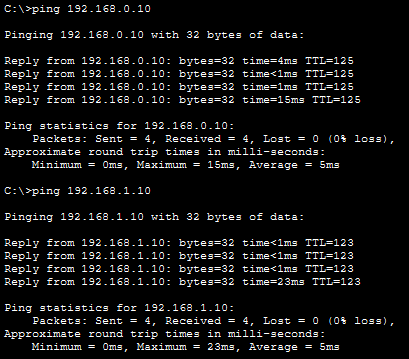 C:\>ping 192.168.0.10
Pinging 192.168.0.10 with 32 bytes of data:
Reply from 192.168.0.10: bytes=32 time=4ms TTL=125
Reply from 192.168.0.10: bytes=32 time<1ms TTL=125
Reply from 192.168.0.10: bytes=32 time=1ms TTL=125
Reply from 192.168.0.10: bytes=32 time=15ms TTL=125
Ping statistics for 192.168.0.10:
    Packets: Sent = 4, Received = 4, Lost = 0 (0% loss),
Approximate round trip times in milli-seconds:
    Minimum = 0ms, Maximum = 15ms, Average = 5ms
C:\>ping 192.168.1.10
Pinging 192.168.1.10 with 32 bytes of data:
Reply from 192.168.1.10: bytes=32 time<1ms TTL=123
Reply from 192.168.1.10: bytes=32 time<1ms TTL=123
Reply from 192.168.1.10: bytes=32 time<1ms TTL=123
Reply from 192.168.1.10: bytes=32 time=23ms TTL=123
Ping statistics for 192.168.1.10:
    Packets: Sent = 4, Received = 4, Lost = 0 (0% loss),
Approximate round trip times in milli-seconds:
    Minimum = 0ms, Maximum = 23ms, Average = 5ms